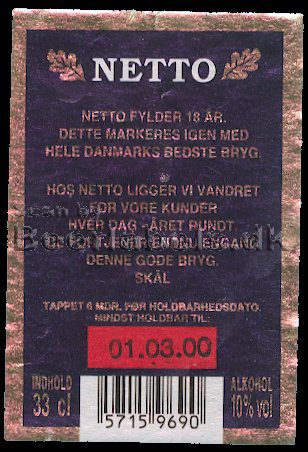 NETTO
NETTO FYLDER 18 ÅR.
DETTE MARKERES IGEN MED
HELE DANMARKS BEDSTE BRYG.
HOS NETTO LIGGER VI VANDRET
FOR VORE KUNDER
HVER DAG - ÅRET RUNDT.
ENDNU ENGANG
DENNE GODE BRYG.
SKÅL
TAPPET 6 MDR. FØR HOLDBARHEDSDATO.
MINDST HOLDBAR TIL:
01.03.00
INDHOLD
33 cl
ALKOHOL
10% vol
5715 9690